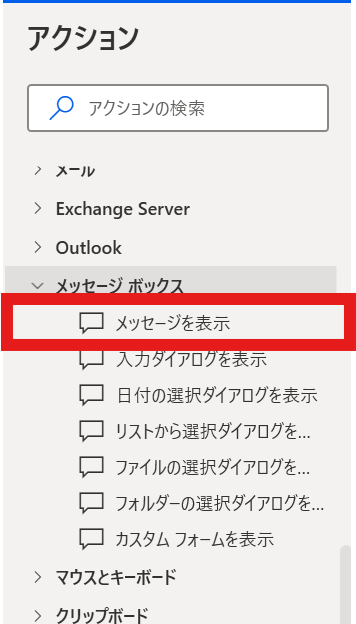 アクション
アクションの検索
メール
Exchange Server
Outlook
メッセージ ボックス
メッセージを表示
入力ダイアログを表示
日付の選択ダイアログを表示
リストから選択ダイアログを...
ファイルの選択ダイアログを...
フォルダーの選択ダイアログを...
カスタム フォームを表示
マウスとキーボード
クリップボード